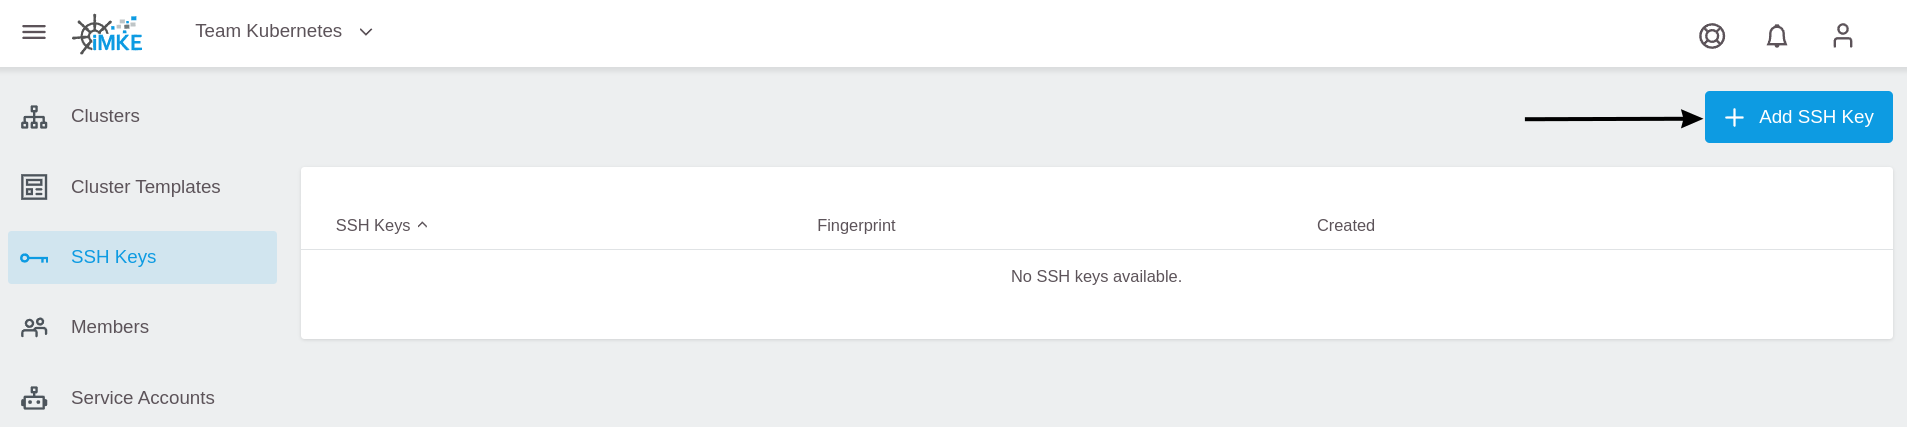 iMKE
Team Kubernetes
Clusters
Add SSH Key
Cluster Templates
SSH Keys
Members
Service Accounts
SSH Keys Fingerprint Created
No SSH keys available.